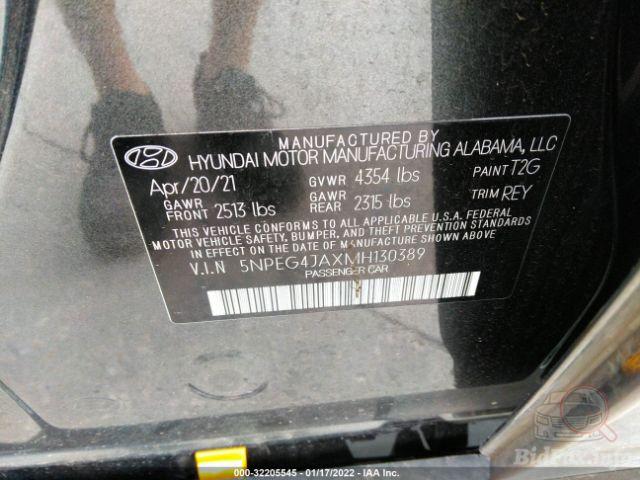 MANUFACTURED BY
HYUNDAI MOTOR MANUFACTURING ALABAMA, LLC
Apr/20/21 GVWR 4354 lbs PAINT T2G
GAWR FRONT 2513 lbs GAWR REAR 2315 lbs TRIM REY
THIS VEHICLE CONFORMS TO ALL APPLICABLE U.S.A. FEDERAL
MOTOR VEHICLE SAFETY, BUMPER, AND THEFT PREVENTION STANDARDS
IN EFFECT ON THE DATE OF MANUFACTURE SHOWN ABOVE.
V.I.N 5NPEG4JAXMH130389
PASSENGER CAR
BidFax.Info
000-32205545 - 01/17/2022 - IAA Inc.